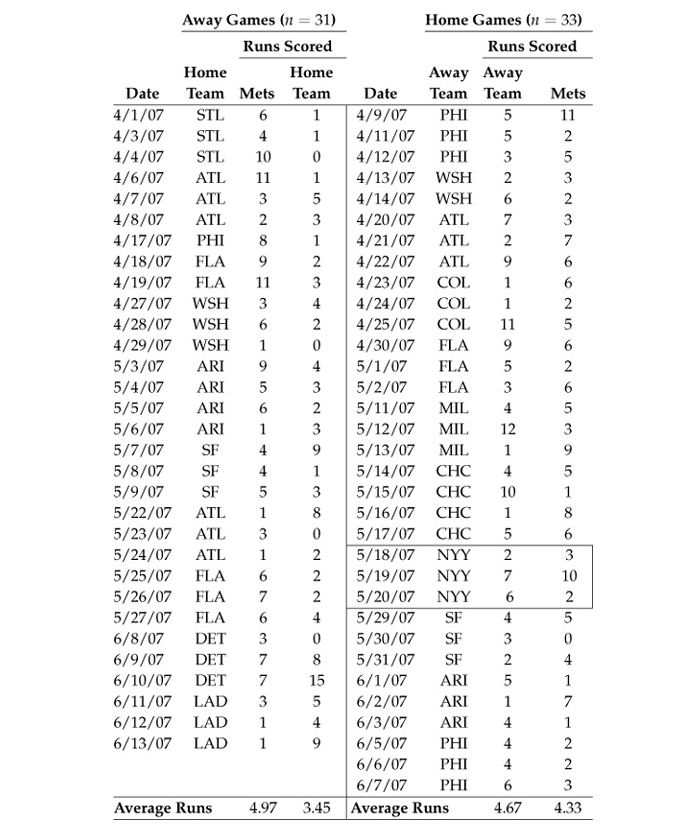 Away Games (n = 31) Home Games (n = 33)
Runs Scored Runs Scored
Home Home Away Away
Date Team Mets Team Date Team Team Mets
4/1/07 STL 6 1 4/9/07 PHI 5 11
4/3/07 STL 4 1 4/11/07 PHI 5 2
4/4/07 STL 10 0 4/12/07 PHI 3 5
4/6/07 ATL 11 1 4/13/07 WSH 2 3
4/7/07 ATL 3 5 4/14/07 WSH 6 2
4/8/07 ATL 2 3 4/20/07 ATL 7 3
4/17/07 PHI 8 1 4/21/07 ATL 2 7
4/18/07 FLA 9 2 4/22/07 ATL 9 6
4/19/07 FLA 11 3 4/23/07 COL 1 6
4/27/07 WSH 3 4 4/24/07 COL 1 2
4/28/07 WSH 6 2 4/25/07 COL 11 5
4/29/07 WSH 1 0 4/30/07 FLA 9 6
5/3/07 ARI 9 4 5/1/07 FLA 5 2
5/4/07 ARI 5 3 5/2/07 FLA 3 6
5/5/07 ARI 6 2 5/11/07 MIL 4 5
5/6/07 ARI 1 3 5/12/07 MIL 12 3
5/7/07 SF 4 9 5/13/07 MIL 1 9
5/8/07 SF 4 1 5/14/07 CHC 4 5
5/9/07 SF 5 3 5/15/07 CHC 10 1
5/22/07 ATL 1 8 5/16/07 CHC 1 8
5/23/07 ATL 3 0 5/17/07 CHC 5 6
5/24/07 ATL 1 2 5/18/07 NYY 2 3
5/25/07 FLA 6 2 5/19/07 NYY 7 10
5/26/07 FLA 7 2 5/20/07 NYY 6 2
5/27/07 FLA 6 4 5/29/07 SF 4 5
6/8/07 DET 3 0 5/30/07 SF 3 0
6/9/07 DET 7 8 5/31/07 SF 2 4
6/10/07 DET 7 15 6/1/07 ARI 5 1
6/11/07 LAD 3 5 6/2/07 ARI 1 7
6/12/07 LAD 1 4 6/3/07 ARI 4 1
6/13/07 LAD 1 9 6/5/07 PHI 4 2
6/6/07 PHI 4 2
6/7/07 PHI 6 3
Average Runs 4.97 3.45 Average Runs 4.67 4.33